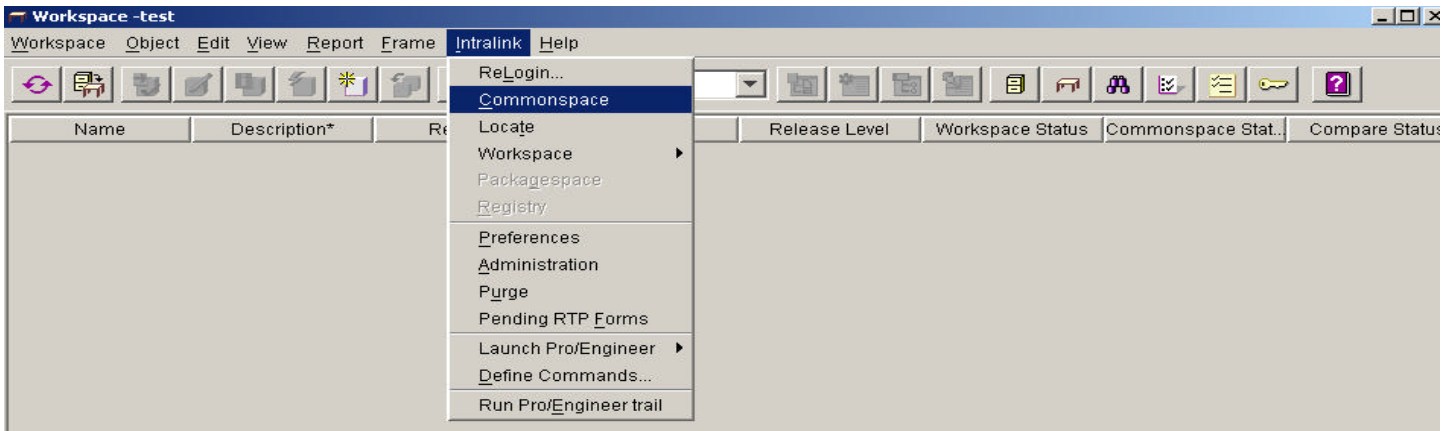 Workspace -test
Workspace Object Edit View Report Frame Intralink Help
Name Description* Re Release Level Workspace Status Commonspace Stat... Compare Status
ReLogin...
Commonspace
Locate
Workspace
Packagespace
Registry
Preferences
Administration
Purge
Pending RTP Forms
Launch Pro/Engineer
Define Commands...
Run Pro/Engineer trail